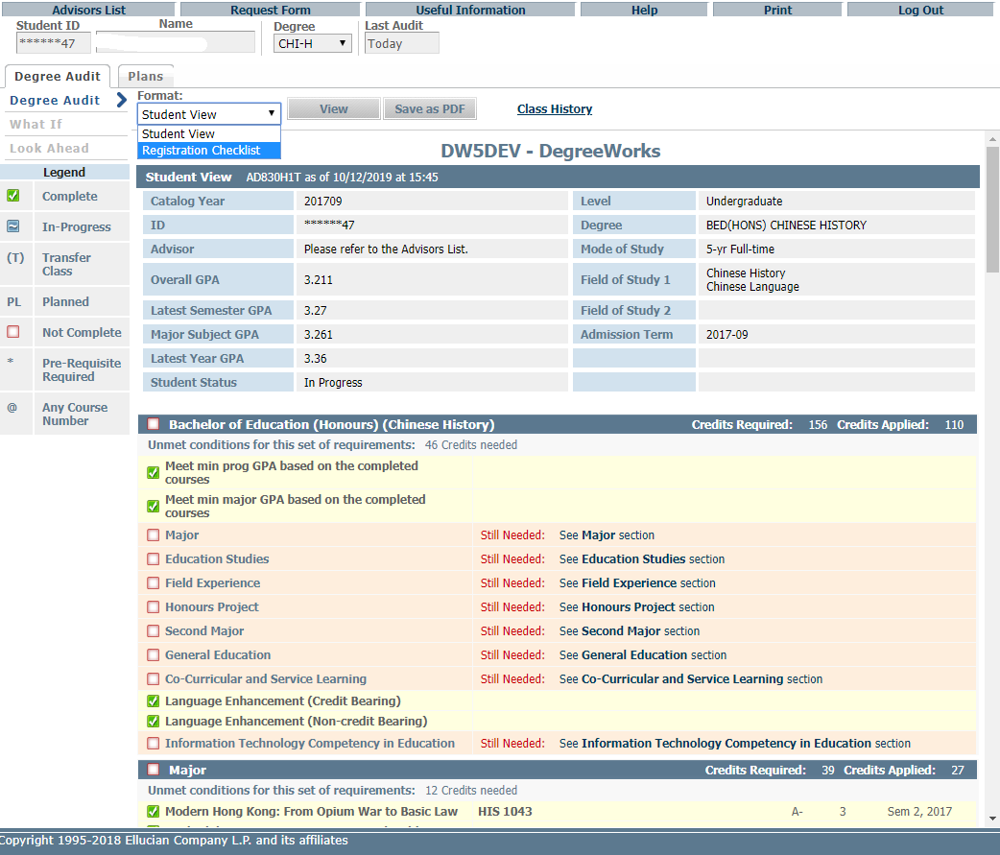 Advisors List Request Form Useful Information Help Print Log Out
Student ID Name Degree Last Audit
******47 CHI-H Today
Degree Audit Plans
Degree Audit
What If
Look Ahead
Legend
Complete
In-Progress
(T) Transfer
Class
PL Planned
Not Complete
* Pre-Requisite
Required
@ Any Course
Number
Format:
Student View View Save as PDF Class History
Student View
Registration Checklist
DW5DEV - DegreeWorks
Student View AD830H1T as of 10/12/2019 at 15:45
Catalog Year 201709 Level Undergraduate
ID ******47 Degree BED(HONS) CHINESE HISTORY
Advisor Please refer to the Advisors List. Mode of Study 5-yr Full-time
Overall GPA 3.211 Field of Study 1 Chinese History
Chinese Language
Latest Semester GPA 3.27 Field of Study 2
Major Subject GPA 3.261 Admission Term 2017-09
Latest Year GPA 3.36
Student Status In Progress
Bachelor of Education (Honours) (Chinese History) Credits Required: 156 Credits Applied: 110
Unmet conditions for this set of requirements: 46 Credits needed
Meet min prog GPA based on the completed
courses
Meet min major GPA based on the completed
courses
Major Still Needed: See Major section
Education Studies Still Needed: See Education Studies section
Field Experience Still Needed: See Field Experience section
Honours Project Still Needed: See Honours Project section
Second Major Still Needed: See Second Major section
General Education Still Needed: See General Education section
Co-Curricular and Service Learning Still Needed: See Co-Curricular and Service Learning section
Language Enhancement (Credit Bearing)
Language Enhancement (Non-credit Bearing)
Information Technology Competency in Education Still Needed: See Information Technology Competency in Education section
Major Credits Required: 39 Credits Applied: 27
Unmet conditions for this set of requirements: 12 Credits needed
Modern Hong Kong: From Opium War to Basic Law HIS 1043 A- 3 Sem 2, 2017
Copyright 1995-2018 Ellucian Company L.P. and its affiliates